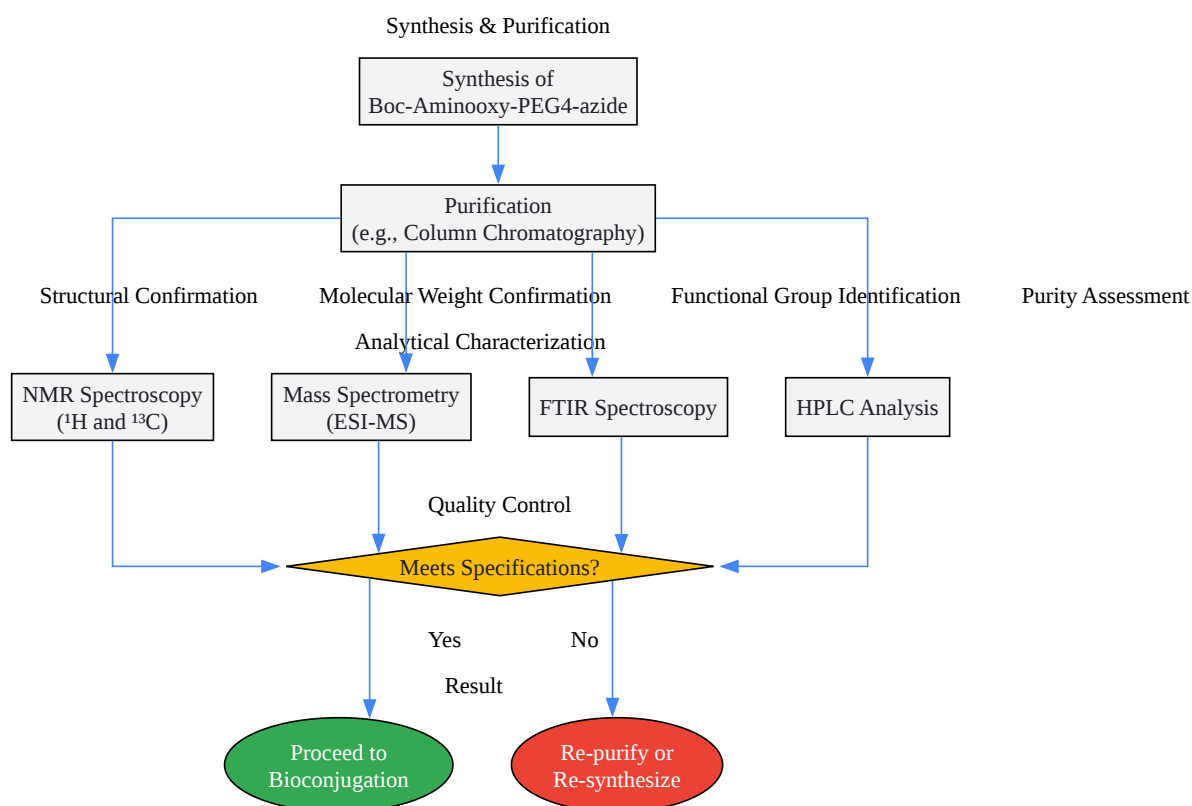 Synthesis & Purification
Synthesis of
Boc-Aminooxy-PEG4-azide
Purification
(e.g., Column Chromatography)
Structural Confirmation
Molecular Weight Confirmation
Functional Group Identification
Purity Assessment
Analytical Characterization
NMR Spectroscopy
(¹H and ¹³C)
Mass Spectrometry
(ESI-MS)
FTIR Spectroscopy
HPLC Analysis
Quality Control
Meets Specifications?
Yes
No
Result
Proceed to
Bioconjugation
Re-purify or
Re-synthesize